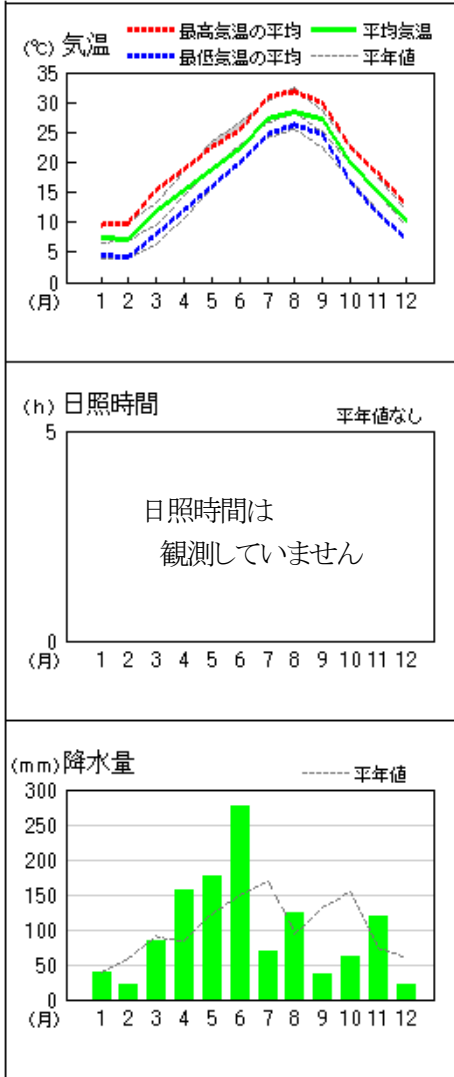 (℃) 気温 最高気温の平均 平均気温
最低気温の平均 平年値
35
30
25
20
15
10
5
0
(月) 1 2 3 4 5 6 7 8 9 10 11 12
(h) 日照時間 平年値なし
5
日照時間は
観測していません
0
(月) 1 2 3 4 5 6 7 8 9 10 11 12
(mm) 降水量 平年値
300
250
200
150
100
50
0
(月) 1 2 3 4 5 6 7 8 9 10 11 12